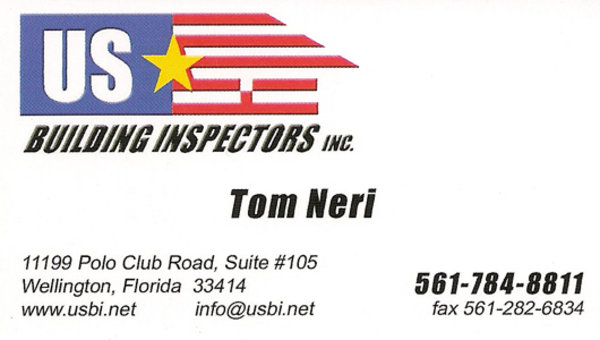 US
BUILDING INSPECTORS INC.
Tom Neri
11199 Polo Club Road, Suite #105
Wellington, Florida 33414
561-784-8811
www.usbi.net info@usbi.net
fax 561-282-6834